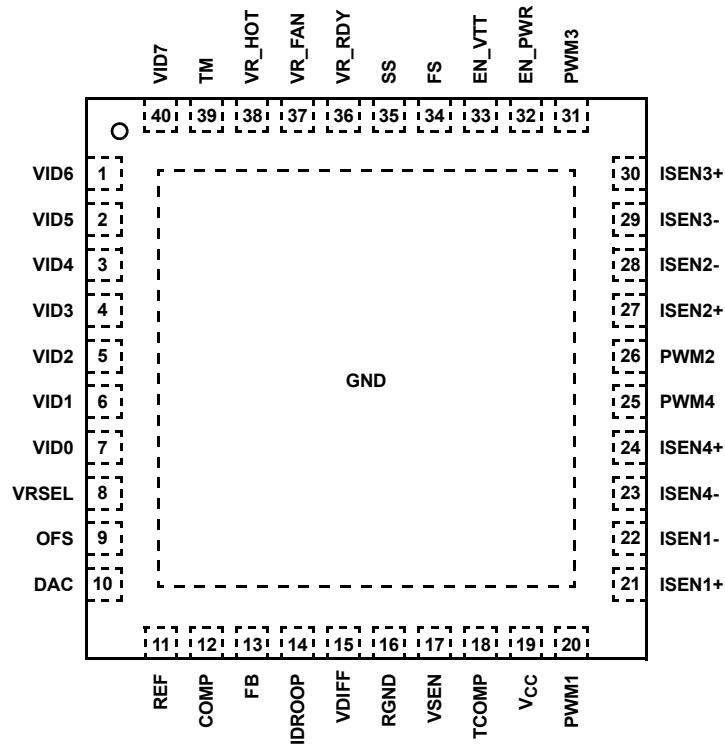 VID7 TM VR_HOT VR_FAN VR_RDY SS FS EN_VTT EN_PWR PWM3
40 39 38 37 36 35 34 33 32 31
VID6 1 30 ISEN3+
VID5 2 29 ISEN3-
VID4 3 28 ISEN2-
VID3 4 27 ISEN2+
VID2 5 26 PWM2
GND
VID1 6 25 PWM4
VID0 7 24 ISEN4+
VRSEL 8 23 ISEN4-
OFS 9 22 ISEN1-
DAC 10 21 ISEN1+
11 12 13 14 15 16 17 18 19 20
REF COMP FB IDROOP VDIFF RGND VSEN TCOMP VCC PWM1